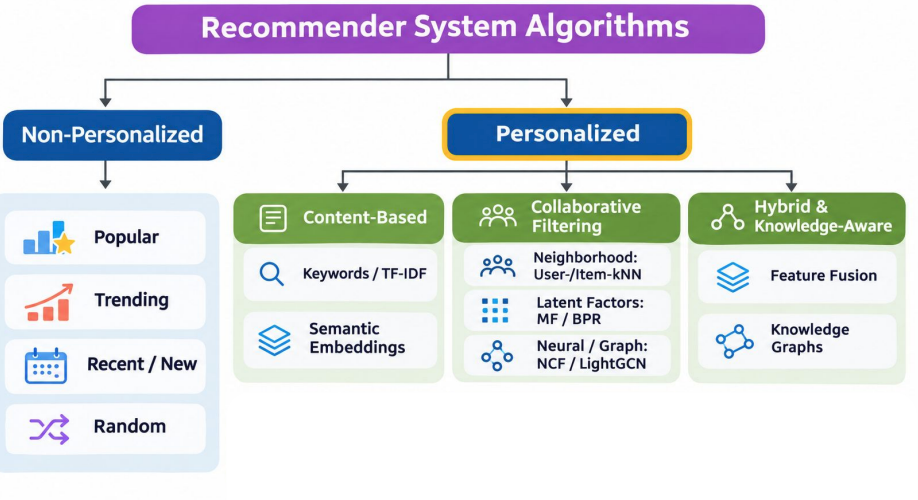 Recommender System Algorithms
Non-Personalized
Personalized
Popular
Trending
Recent / New
Random
Content-Based
Keywords / TF-IDF
Semantic
Embeddings
Collaborative
Filtering
Neighborhood:
User-/Item-kNN
Latent Factors:
MF / BPR
Neural / Graph:
NCF / LightGCN
Hybrid &
Knowledge-Aware
Feature Fusion
Knowledge
Graphs